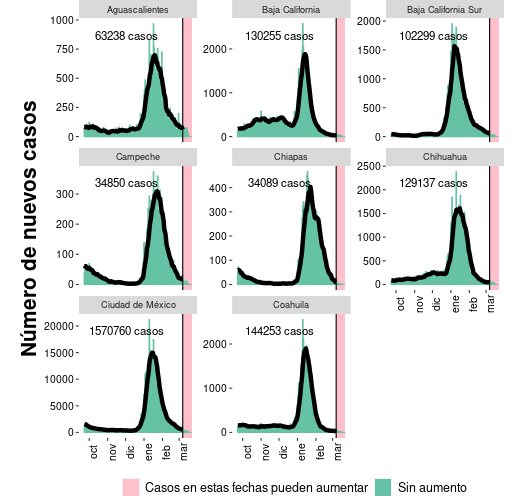 Número de nuevos casos
Aguascalientes
Baja California
Baja California Sur
63238 casos
130255 casos
102299 casos
1000
750
500
250
0
2000
1000
0
2000
1500
1000
500
0
Campeche
Chiapas
Chihuahua
34850 casos
34089 casos
129137 casos
300
200
100
0
400
300
200
100
0
2500
2000
1500
1000
500
0
oct nov dic ene feb mar
Ciudad de México
Coahuila
1570760 casos
144253 casos
20000
15000
10000
5000
0
2000
1000
0
oct nov dic ene feb mar
oct nov dic ene feb mar
Casos en estas fechas pueden aumentar
Sin aumento